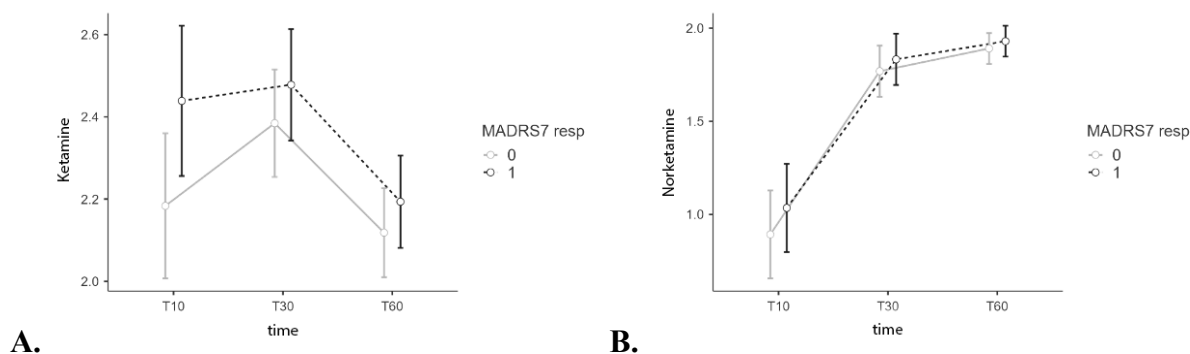 2.6
2.4
2.2
2.0
Ketamine
T10
T30
T60
time
MADRS7 resp
0
1
A.
2.0
1.5
1.0
Norketamine
T10
T30
T60
time
MADRS7 resp
0
1
B.